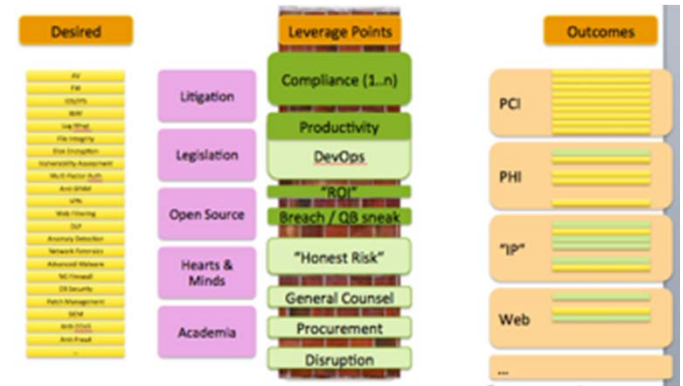 Desired
Leverage Points
Outcomes
AV
FW
IDS/IPS
WAF
Log Mngt
File Integrity
Disk Encryption
Vulnerability Assessment
Multi-Factor Auth
Anti-SPAM
VPN
Web Filtering
DLP
Anomaly Detection
Network Forensics
Advanced Malware
NG Firewall
DB Security
Patch Management
SIEM
Anti-DDoS
Anti-Fraud
...
Litigation
Legislation
Open Source
Hearts &
Minds
Academia
Compliance (1..n)
Productivity
DevOps
"ROI"
Breach / QB sneak
"Honest Risk"
General Counsel
Procurement
Disruption
PCI
PHI
"IP"
Web
...